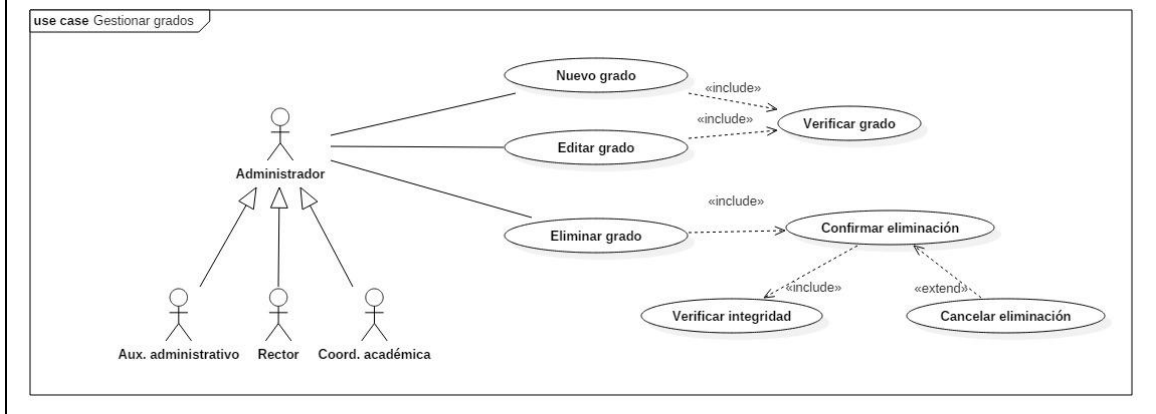 use case Gestionar grados
Nuevo grado
«include»
Verificar grado
«include»
Editar grado
Administrador
«include»
Confirmar eliminación
Eliminar grado
«include»
«extend»
Verificar integridad
Cancelar eliminación
Aux. administrativo
Rector
Coord. académica